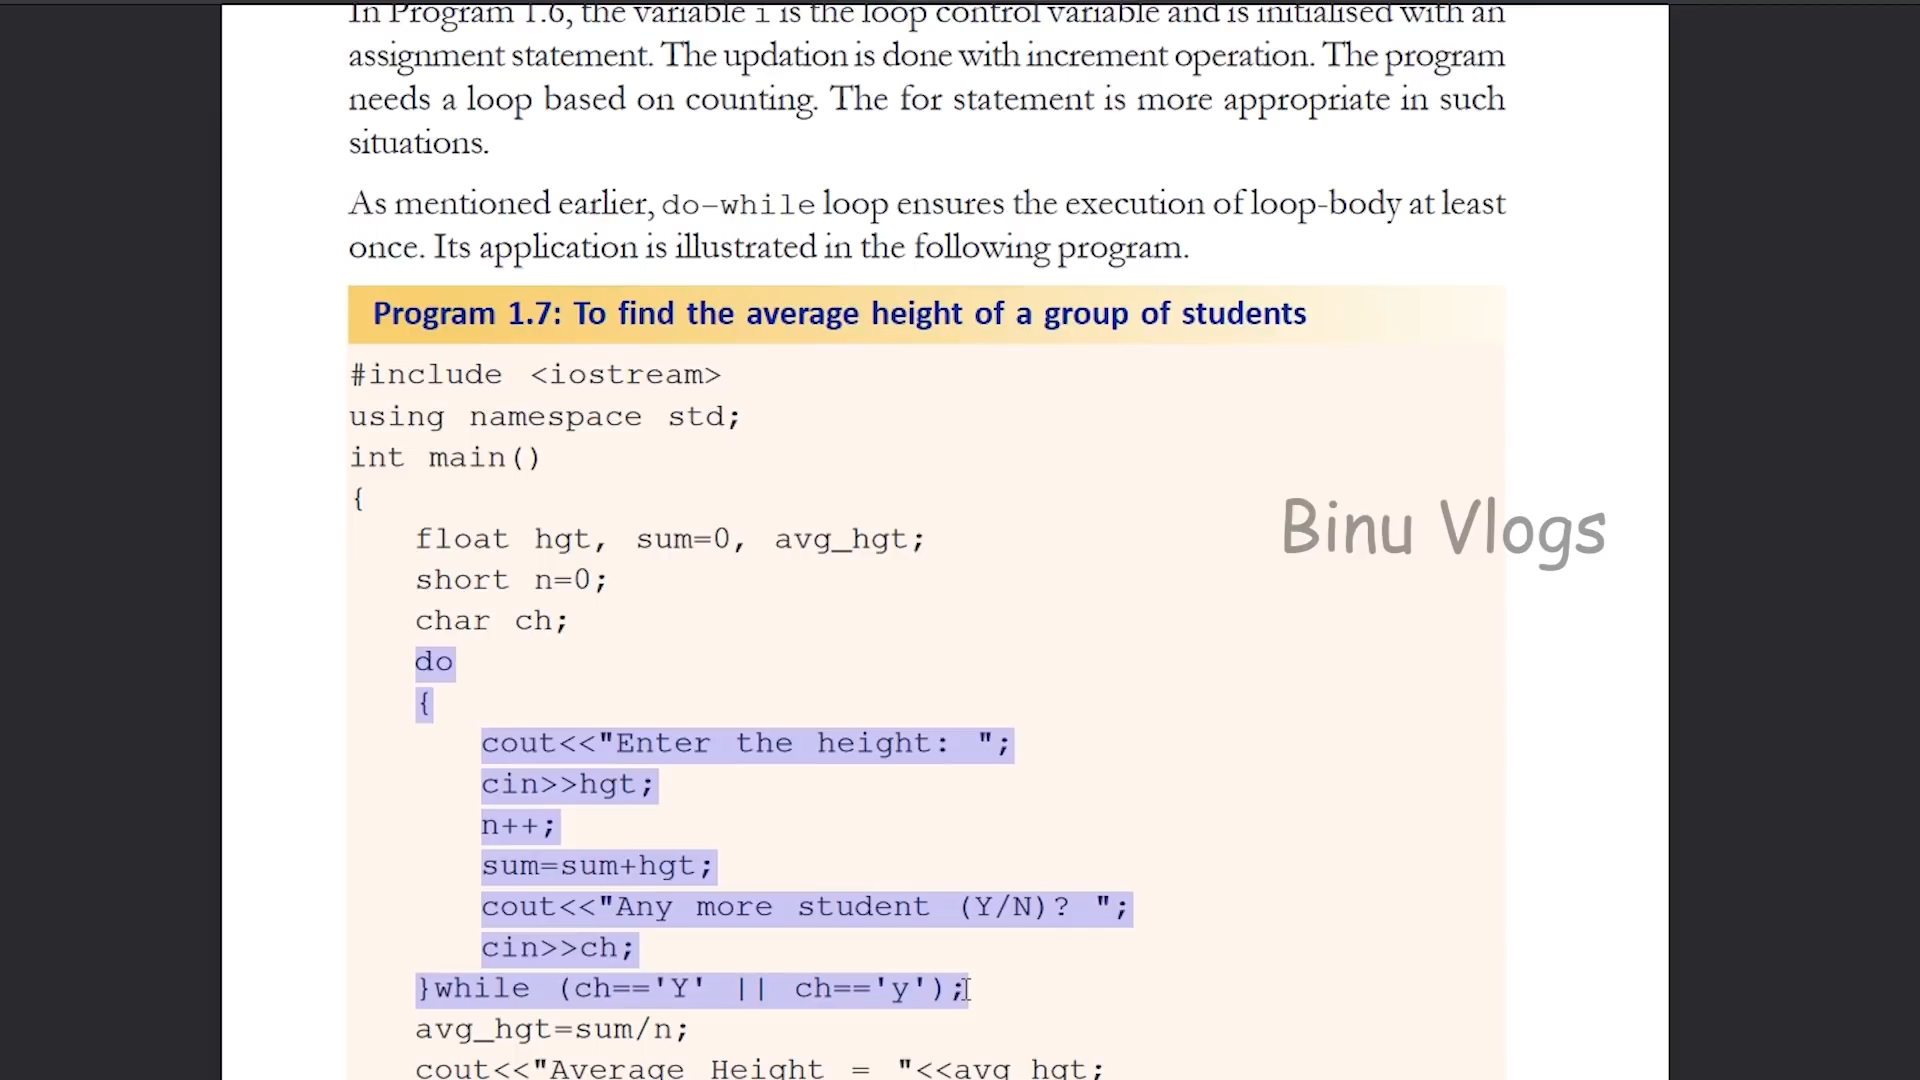 In Program 1.6, the variable i is the loop control variable and is initialised with an
assignment statement. The updation is done with increment operation. The program
needs a loop based on counting. The for statement is more appropriate in such
situations.
As mentioned earlier, do-while loop ensures the execution of loop-body at least
once. Its application is illustrated in the following program.
Program 1.7: To find the average height of a group of students
#include <iostream>
using namespace std;
int main()
{
float hgt, sum=0, avg_hgt;
short n=0;
char ch;
do
{
cout<<"Enter the height: ";
cin>>hgt;
n++;
sum=sum+hgt;
cout<<"Any more student (Y/N)? ";
cin>>ch;
}while (ch=='Y' || ch=='y');
avg_hgt=sum/n;
cout<<"Average Height = "<<avg_hgt;
Binu Vlogs